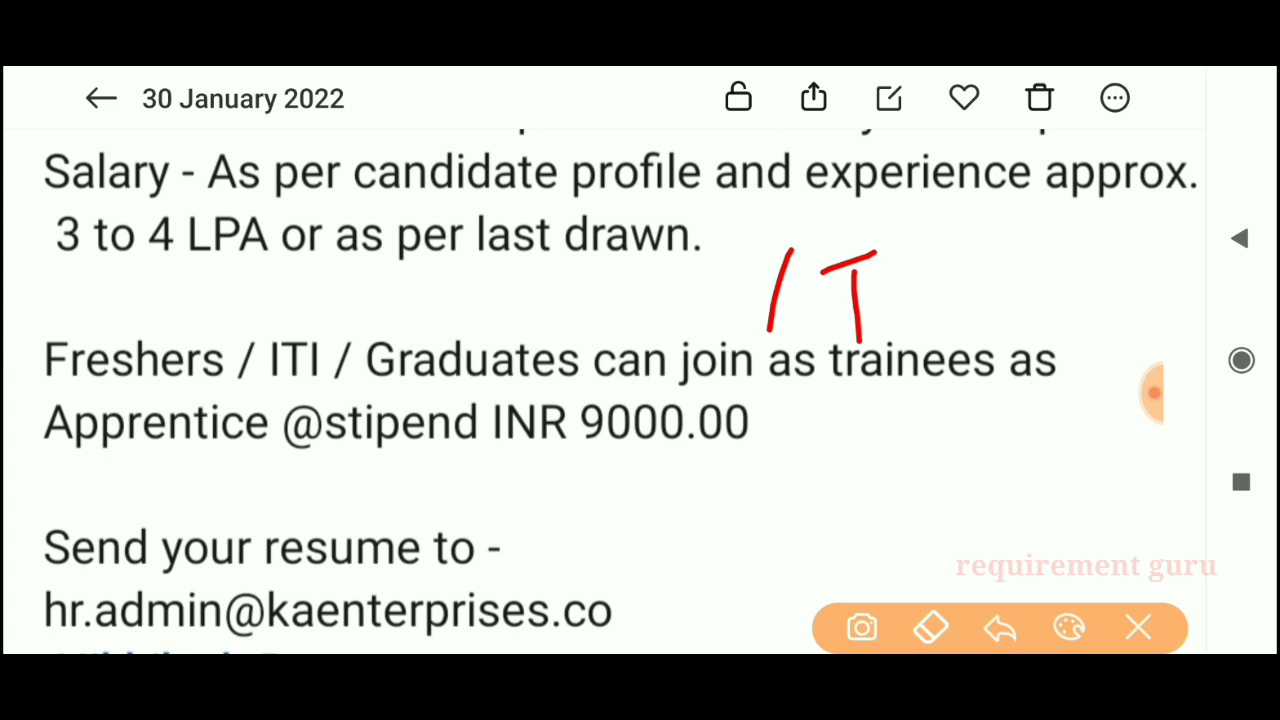 30 January 2022
Salary - As per candidate profile and experience approx.
3 to 4 LPA or as per last drawn.
IT
Freshers / ITI / Graduates can join as trainees as
Apprentice @stipend INR 9000.00
Send your resume to -
requirement guru
hr.admin@kaenterprises.co